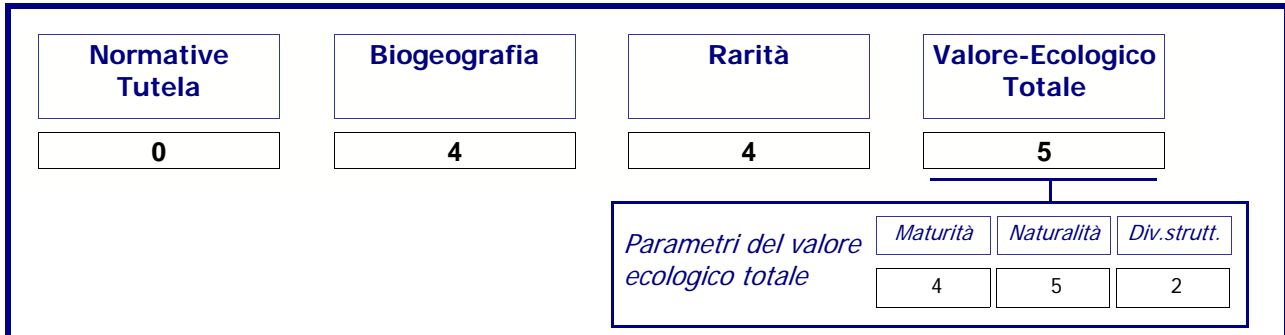 Normative
Tutela
Biogeografia
Rarità
Valore-Ecologico
Totale
0
4
4
5
Parametri del valore
ecologico totale
Maturità
Naturalità
Div.strutt.
4
5
2